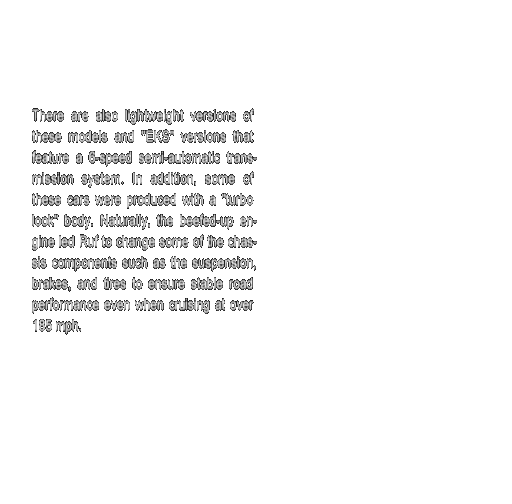 There are also lightweight versions of
these models and "EKS" versions that
feature a 6-speed semi-automatic trans-
mission system. In addition, some of
these cars were produced with a "turbo
look" body. Naturally, the beefed-up en-
gine led Ruf to change some of the chas-
sis components such as the suspension,
brakes, and tires to ensure stable road
performance even when cruising at over
195 mph.